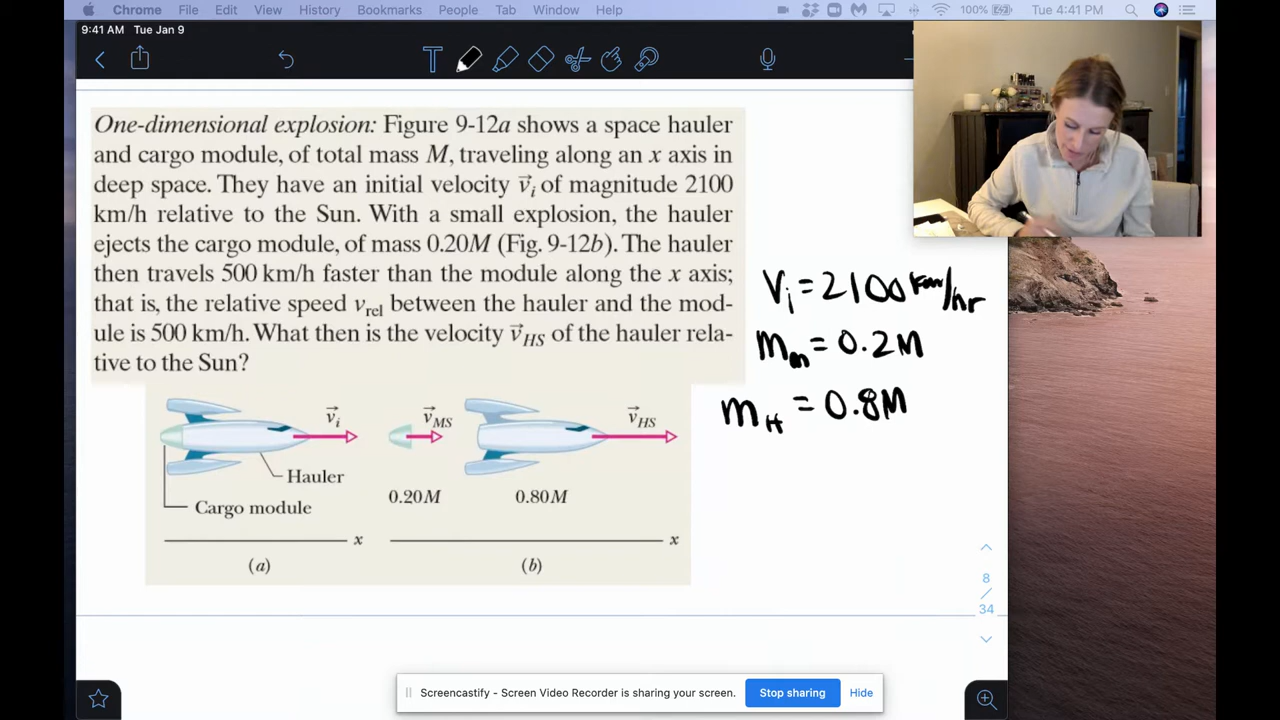 Chrome File Edit View History Bookmarks People Tab Window Help 100% Tue 4:41 PM
9:41 AM Tue Jan 9
T
One-dimensional explosion: Figure 9-12a shows a space hauler
and cargo module, of total mass M, traveling along an x axis in
deep space. They have an initial velocity v⃗i of magnitude 2100
km/h relative to the Sun. With a small explosion, the hauler
ejects the cargo module, of mass 0.20M (Fig. 9-12b). The hauler
then travels 500 km/h faster than the module along the x axis;
that is, the relative speed vrel between the hauler and the mod-
ule is 500 km/h. What then is the velocity v⃗HS of the hauler rela-
tive to the Sun?
Vi = 2100 km/hr
mm = 0.2M
mH = 0.8M
v⃗i
v⃗MS
v⃗HS
Hauler
Cargo module
0.20M
0.80M
x
x
(a)
(b)
8
/
34
Screencastify - Screen Video Recorder is sharing your screen. Stop sharing Hide